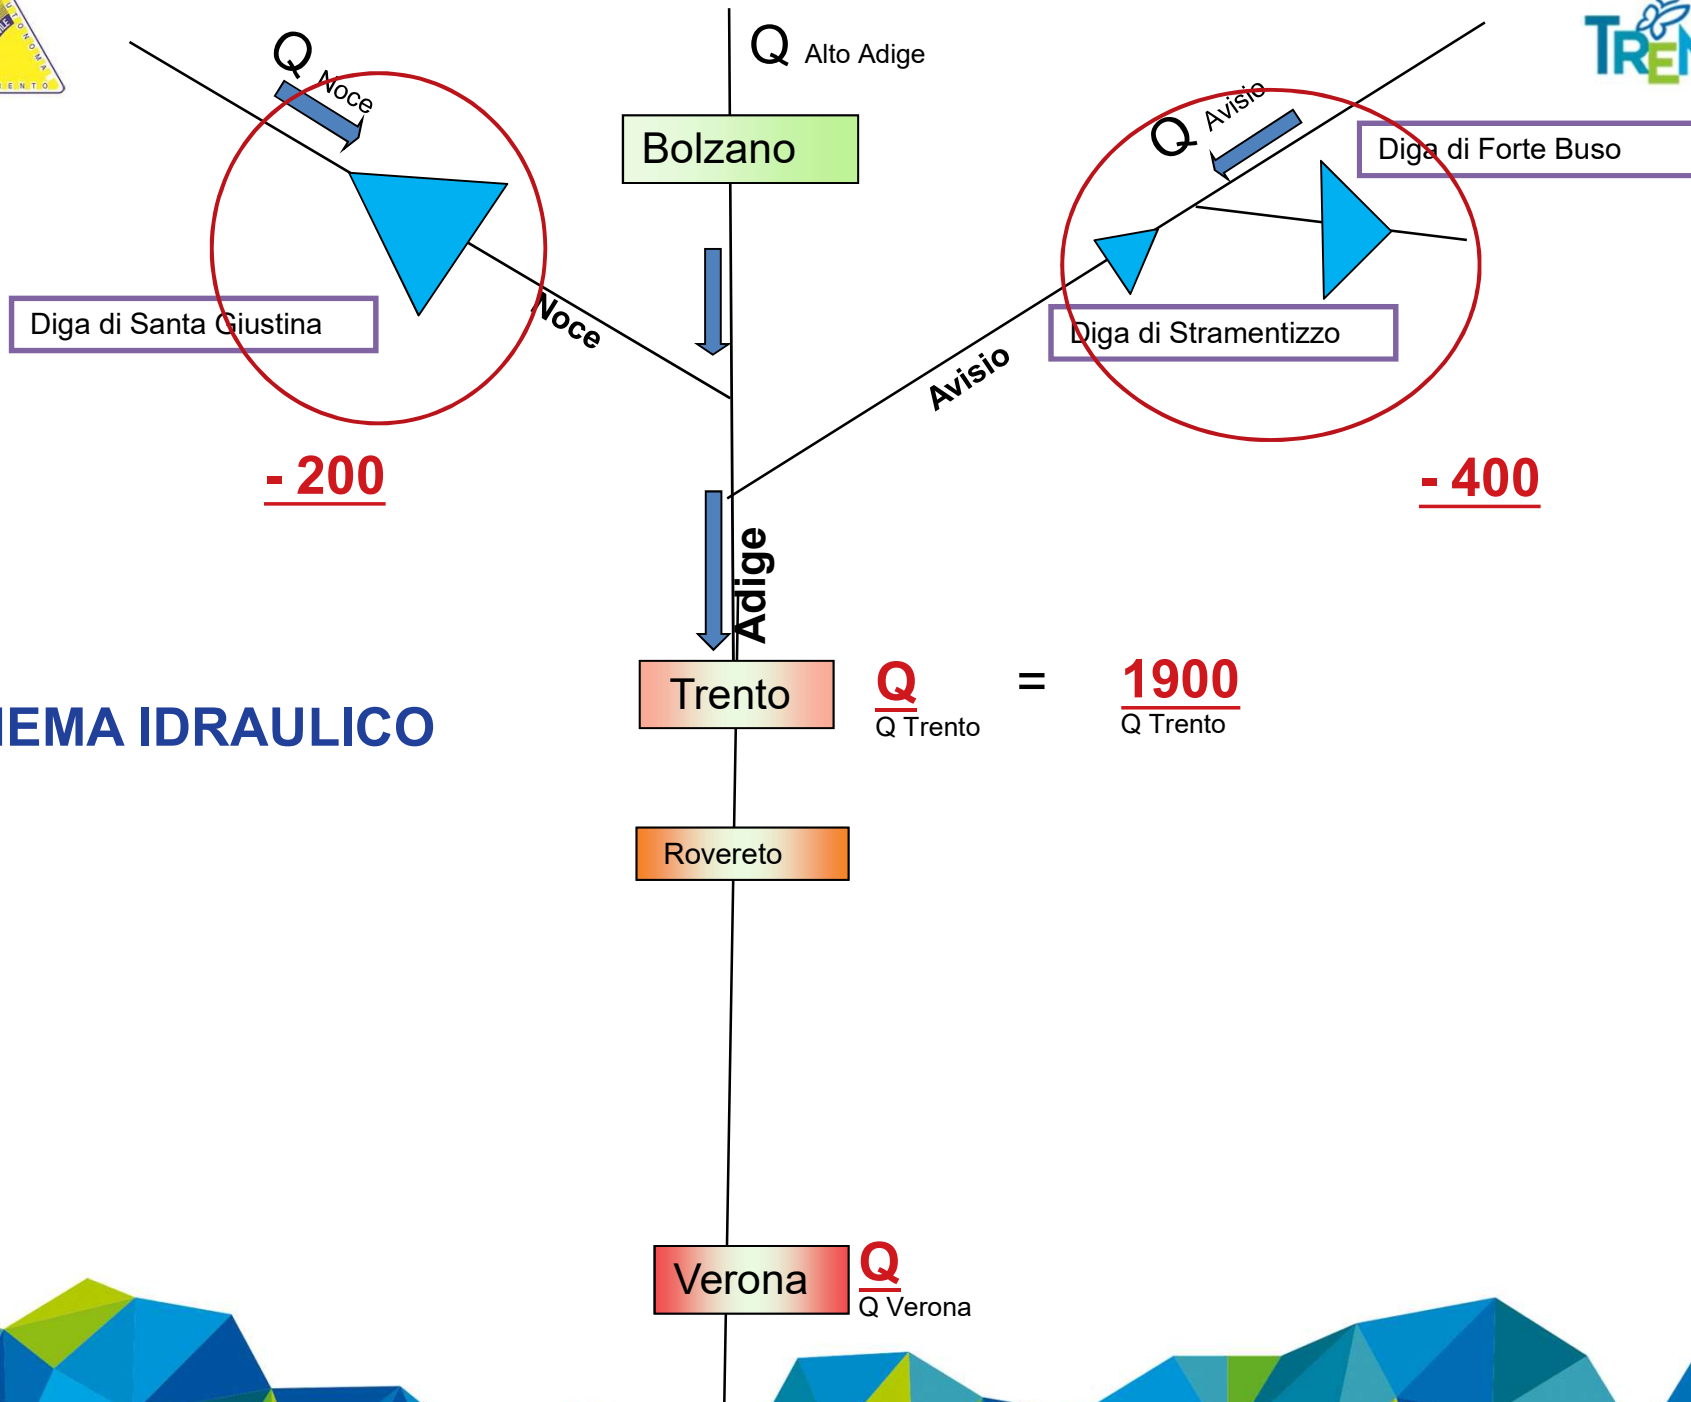 Q Noce
Q Alto Adige
Q Avisio
Bolzano
Diga di Forte Buso
Diga di Santa Giustina
Noce
Diga di Stramentizzo
Avisio
- 200
- 400
Adige
Trento
Q = 1900
Q Trento
Q Trento
IDRAULICO
Rovereto
Verona
Q
Q Verona